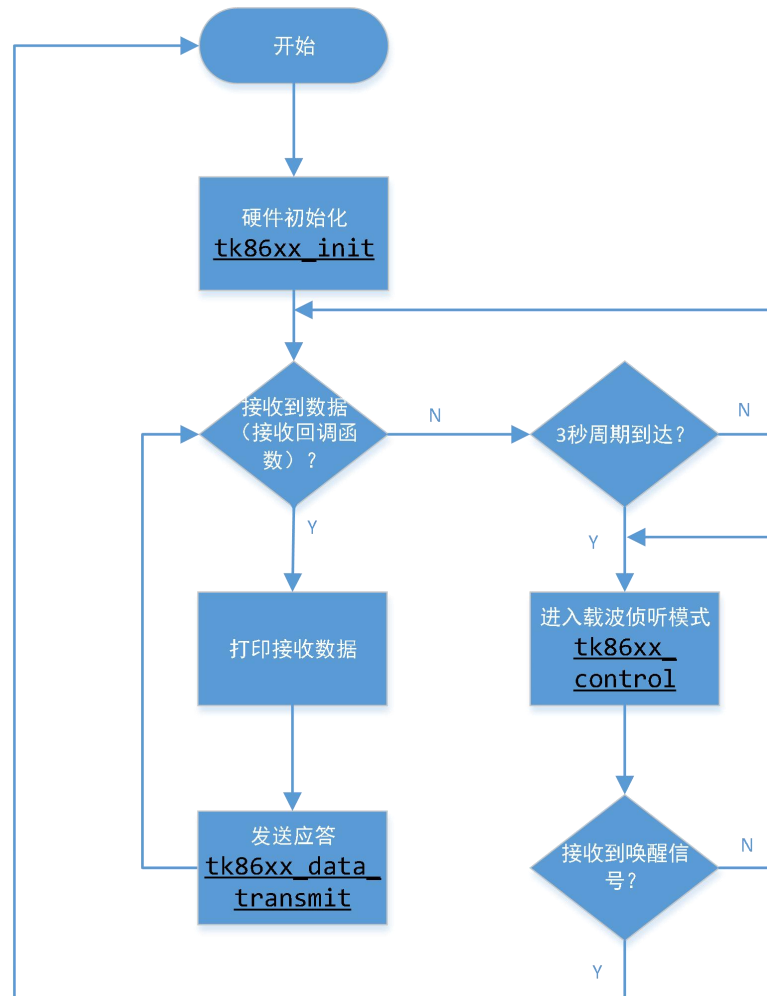 开始
硬件初始化
tk86xx_init
接收到数据
（接收回调函
数）？
N
3秒周期到达？
N
Y
Y
打印接收数据
进入载波侦听模式
tk86xx_
control
发送应答
tk86xx_data_
transmit
接收到唤醒信
号？
N
Y